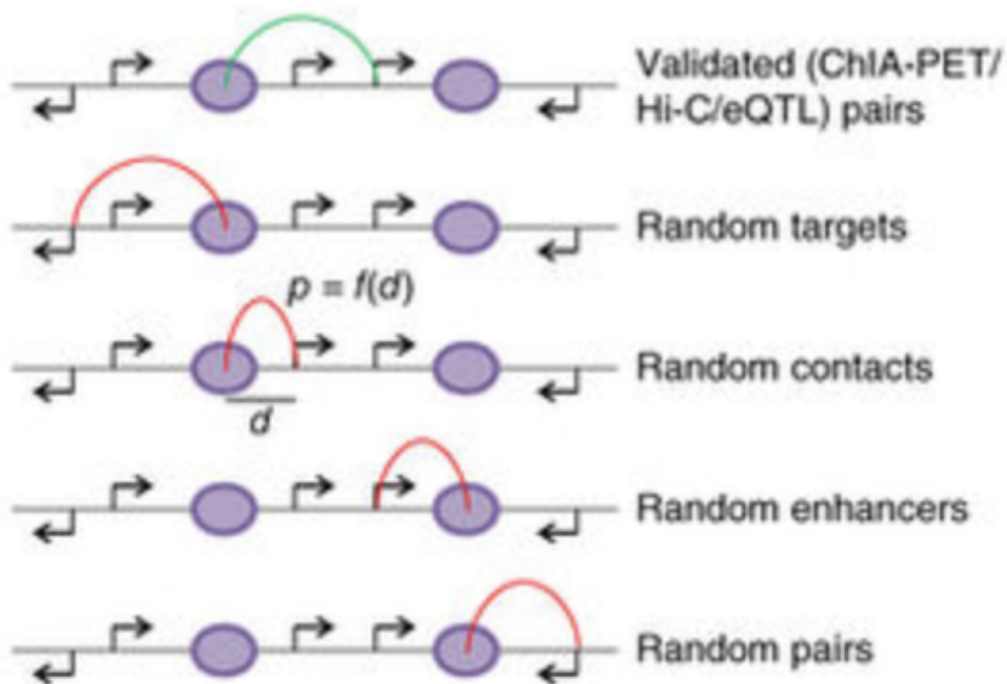 Validated (ChIA-PET/
Hi-C/eQTL) pairs
Random targets
p = f(d)
Random contacts
d
Random enhancers
Random pairs